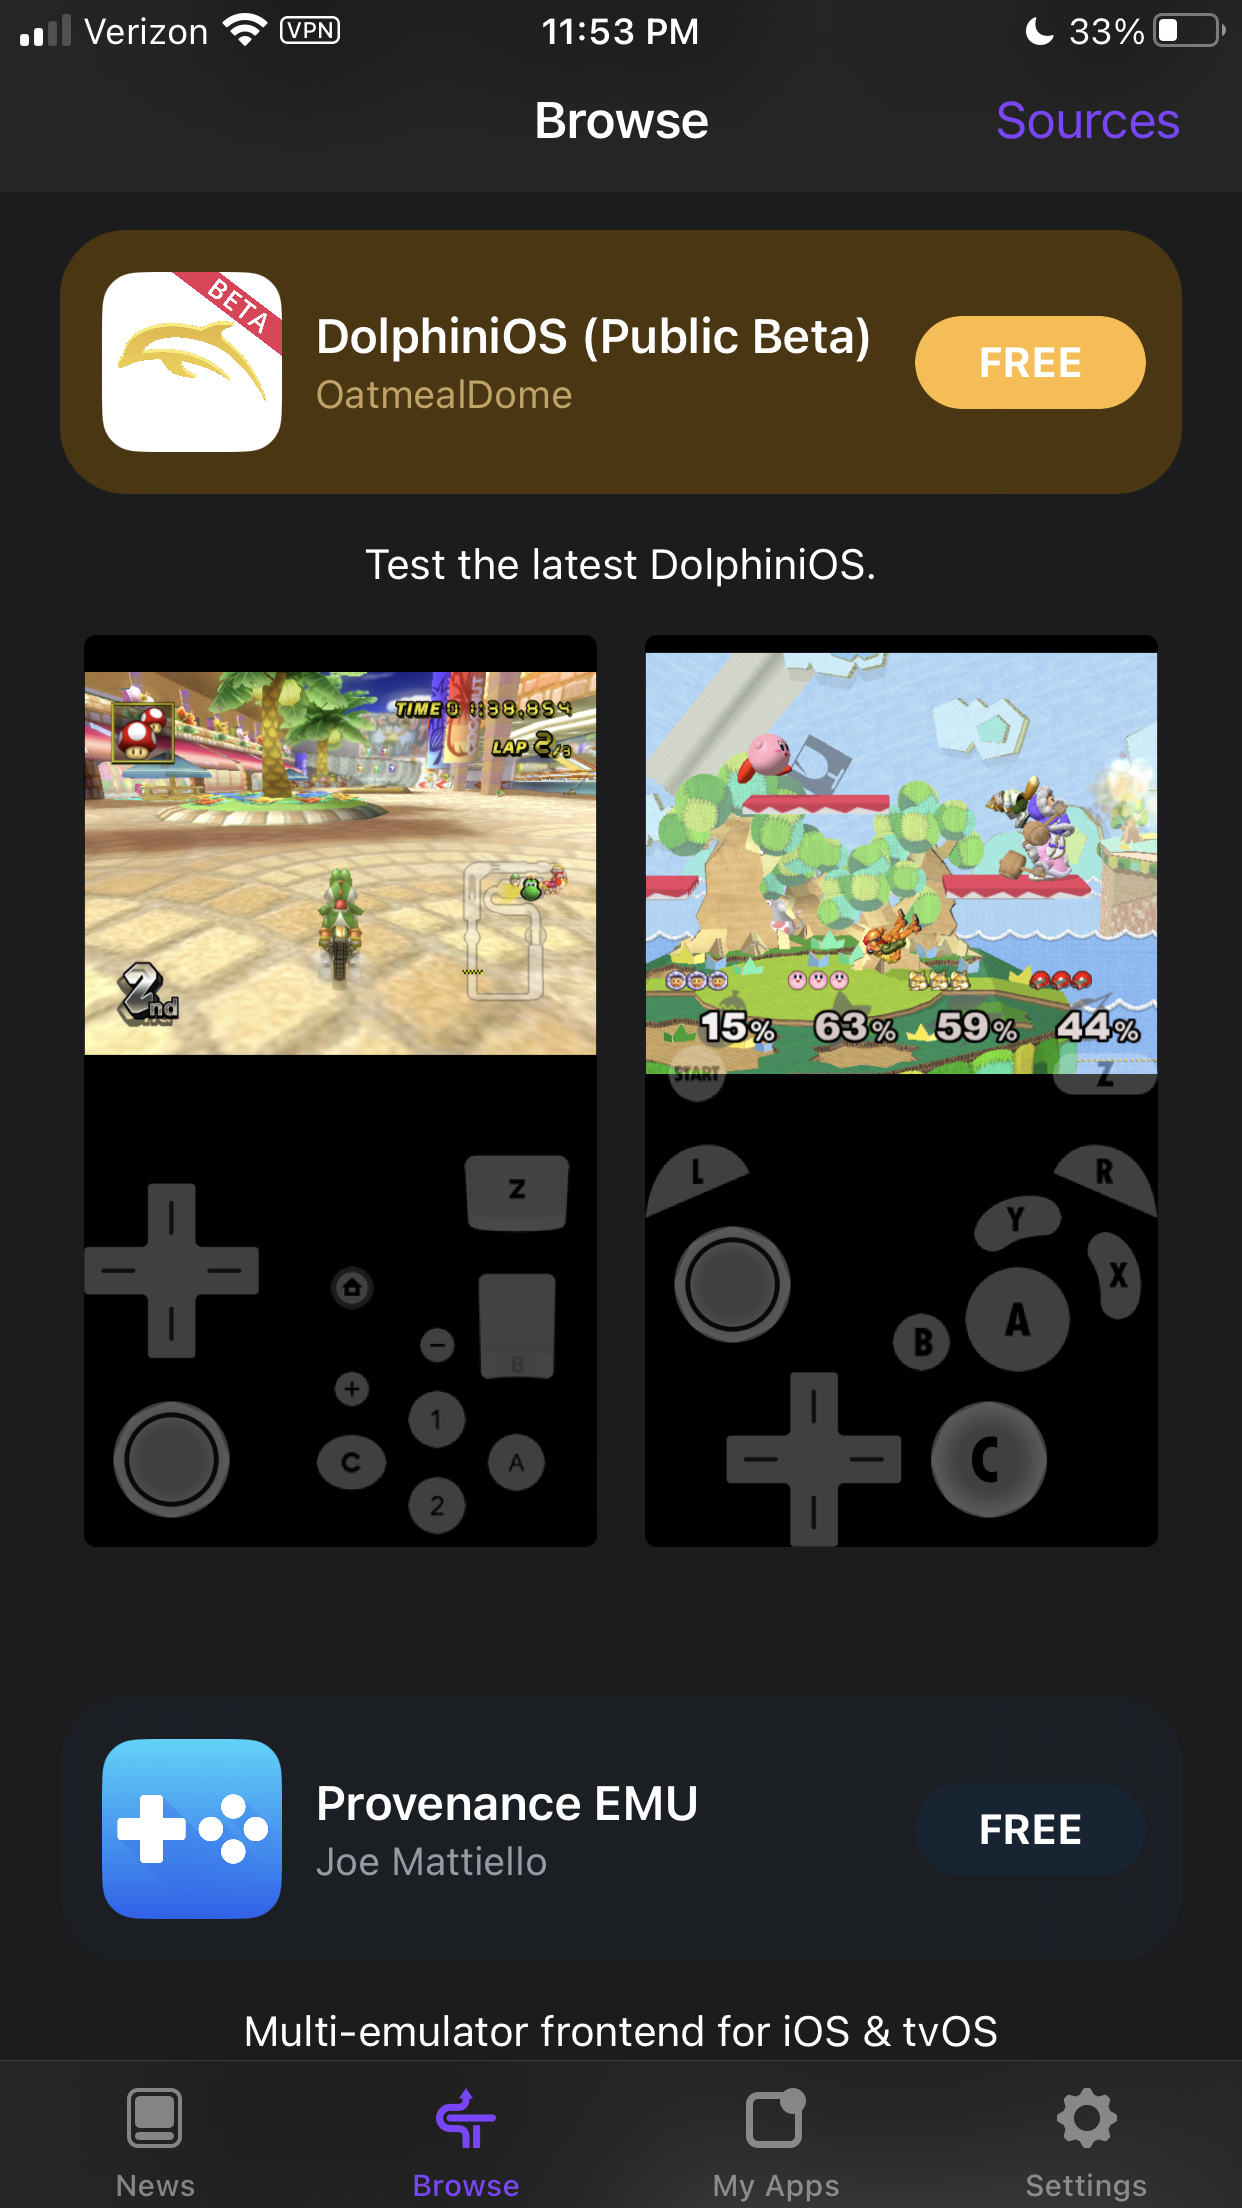 Verizon VPN 11:53 PM 33%
Browse
Sources
BETA
DolphiniOS (Public Beta)
OatmealDome
FREE
Test the latest DolphiniOS.
TIME 01:38.854
LAP 2/3
2nd
Z
B
1
C
A
2
15% 63% 59% 44%
START
Z
L
R
Y
X
A
B
C
Provenance EMU
Joe Mattiello
FREE
Multi-emulator frontend for iOS & tvOS
News
Browse
My Apps
Settings